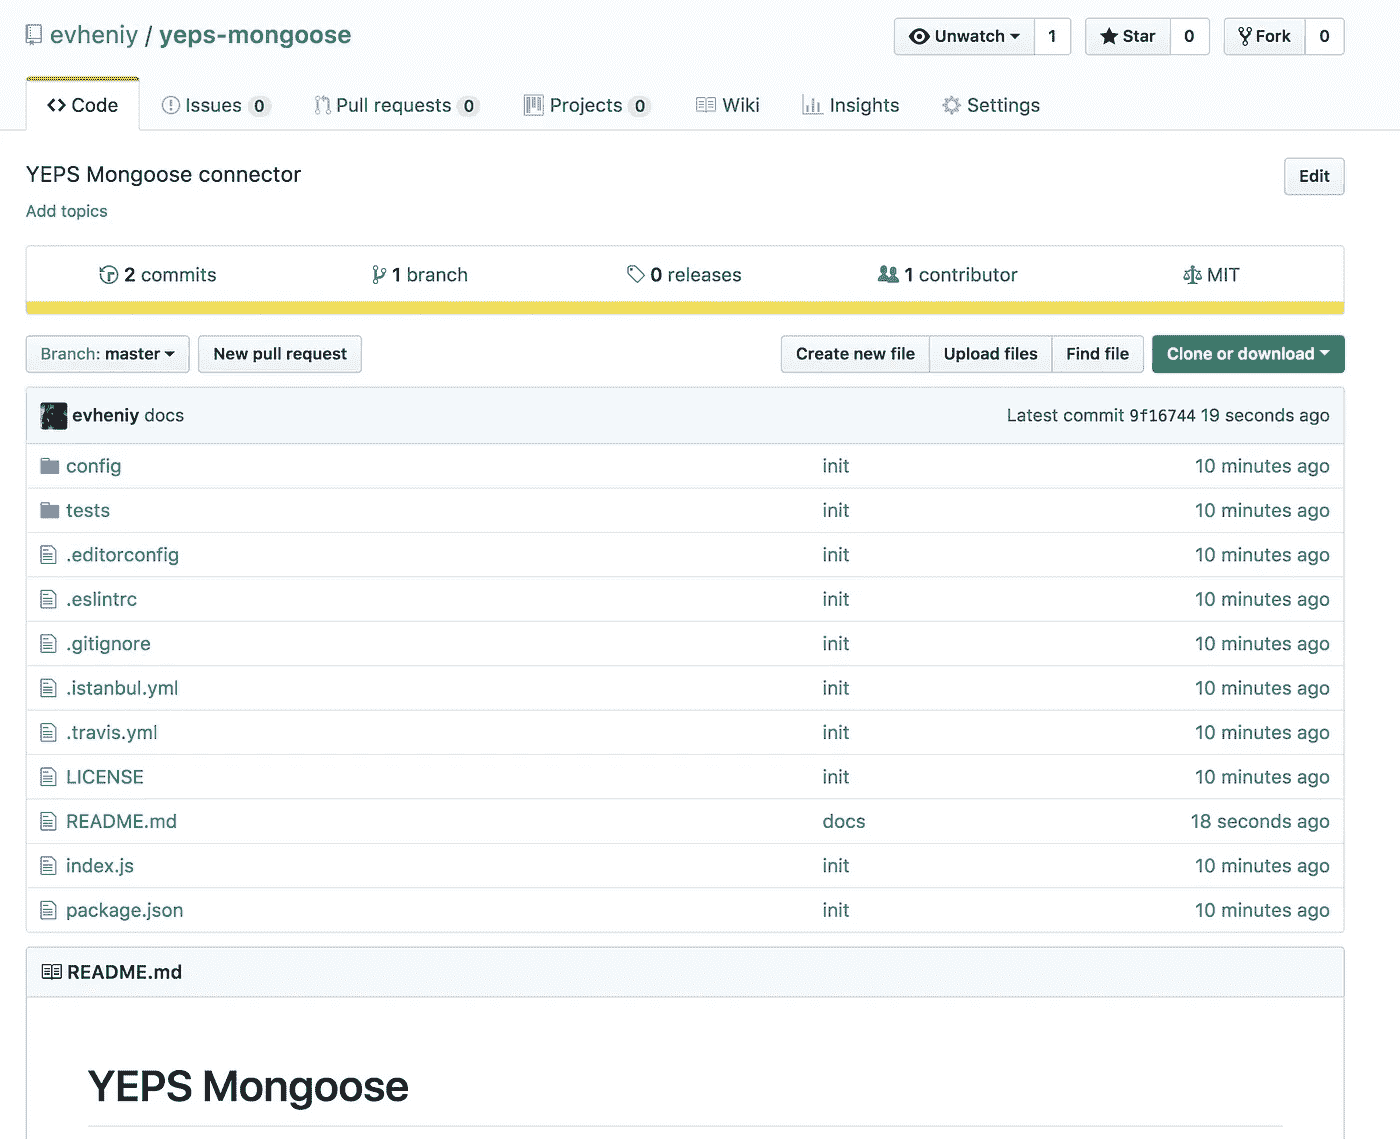 evheniy / yeps-mongoose Unwatch 1 Star 0 Fork 0
Code Issues 0 Pull requests 0 Projects 0 Wiki Insights Settings
YEPS Mongoose connector Edit
Add topics
2 commits 1 branch 0 releases 1 contributor MIT
Branch: master New pull request Create new file Upload files Find file Clone or download
evheniy docs Latest commit 9f16744 19 seconds ago
config init 10 minutes ago
tests init 10 minutes ago
.editorconfig init 10 minutes ago
.eslintrc init 10 minutes ago
.gitignore init 10 minutes ago
.istanbul.yml init 10 minutes ago
.travis.yml init 10 minutes ago
LICENSE init 10 minutes ago
README.md docs 18 seconds ago
index.js init 10 minutes ago
package.json init 10 minutes ago
README.md
YEPS Mongoose